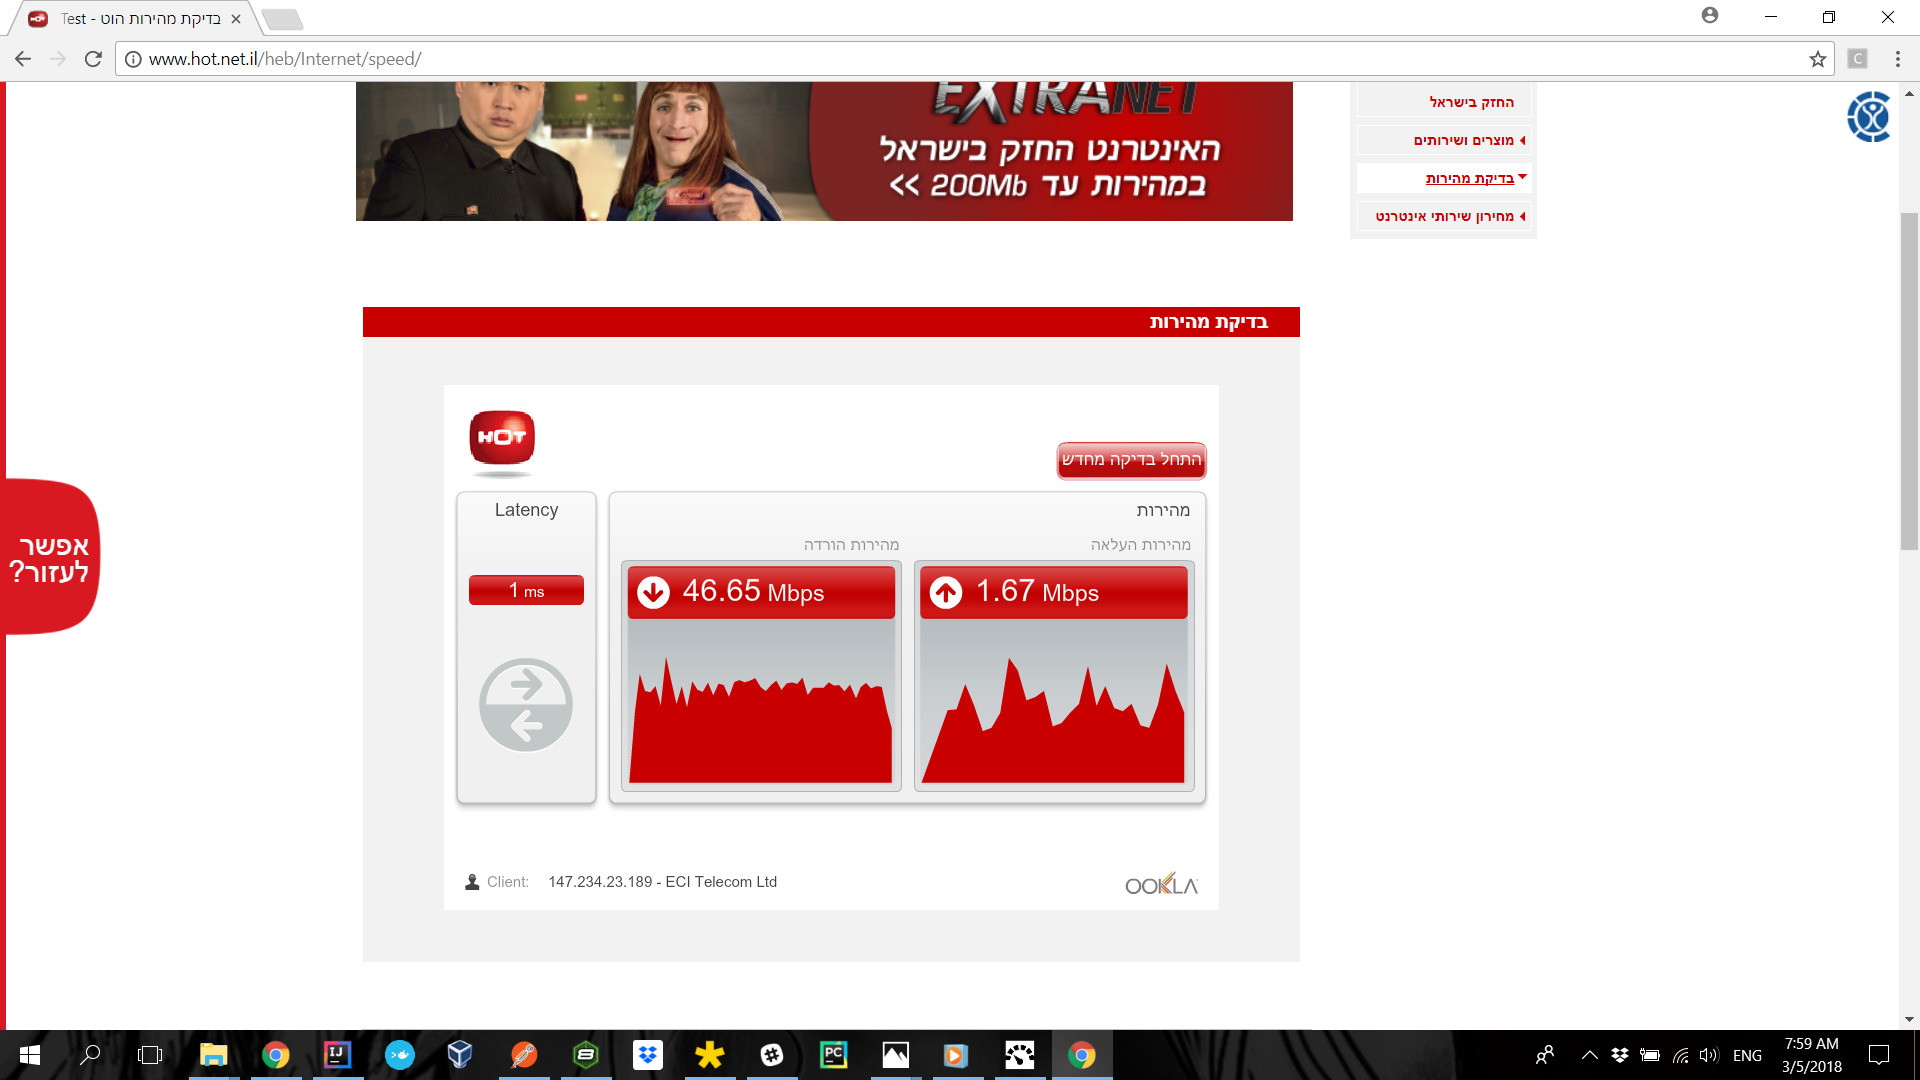 Test - בדיקת מהירות הוט
www.hot.net.il/heb/Internet/speed/
C
EXTRANET
האינטרנט החזק בישראל
במהירות עד 200Mb >>
החזק בישראל
מוצרים ושירותים
בדיקת מהירות
מחירון שירותי אינטרנט
בדיקת מהירות
HOT
התחל בדיקה מחדש
Latency
מהירות
מהירות הורדה
מהירות העלאה
1 ms
46.65 Mbps
1.67 Mbps
אפשר
לעזור?
Client: 147.234.23.189 - ECI Telecom Ltd
OOKLA
IJ
PC
ENG
7:59 AM
3/5/2018